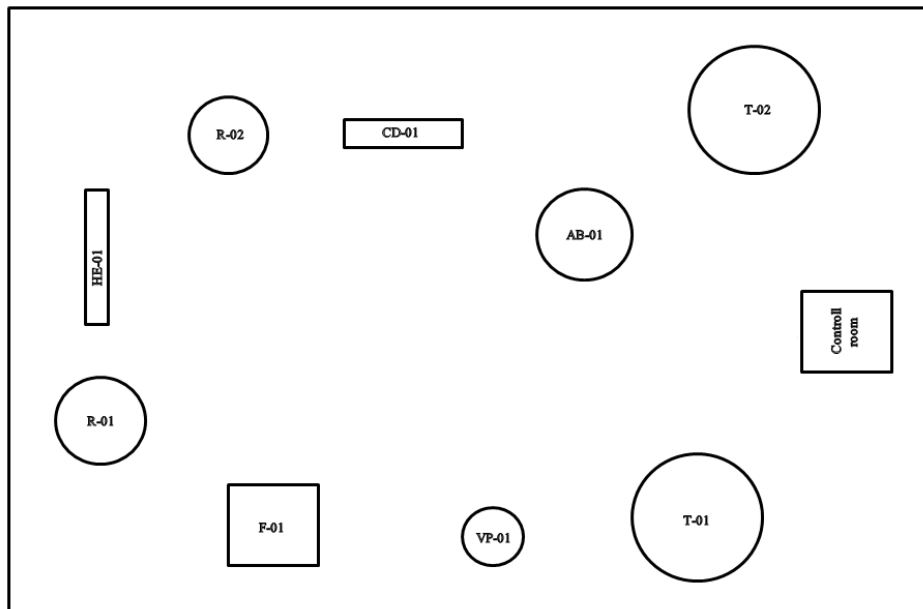 T-02
R-02
CD-01
AB-01
HE-01
Controll
room
R-01
T-01
F-01
VP-01